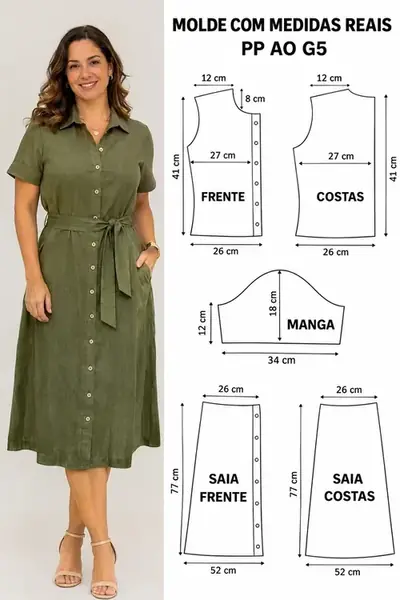 MOLDE COM MEDIDAS REAIS
PP AO G5
12 cm
8 cm
41 cm
27 cm
FRENTE
26 cm
12 cm
27 cm
COSTAS
41 cm
26 cm
12 cm
18 cm
MANGA
34 cm
26 cm
77 cm
SAIA
FRENTE
52 cm
26 cm
77 cm
SAIA
COSTAS
52 cm